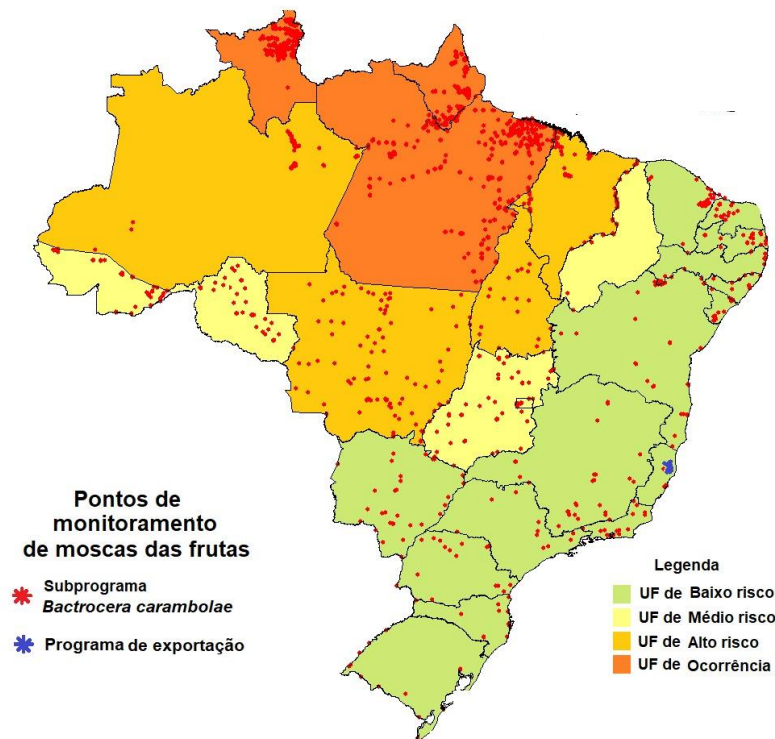 Pontos de
monitoramento
de moscas das frutas
Subprograma
Bactrocera carambolae
Programa de exportação
Legenda
UF de Baixo risco
UF de Médio risco
UF de Alto risco
UF de Ocorrência